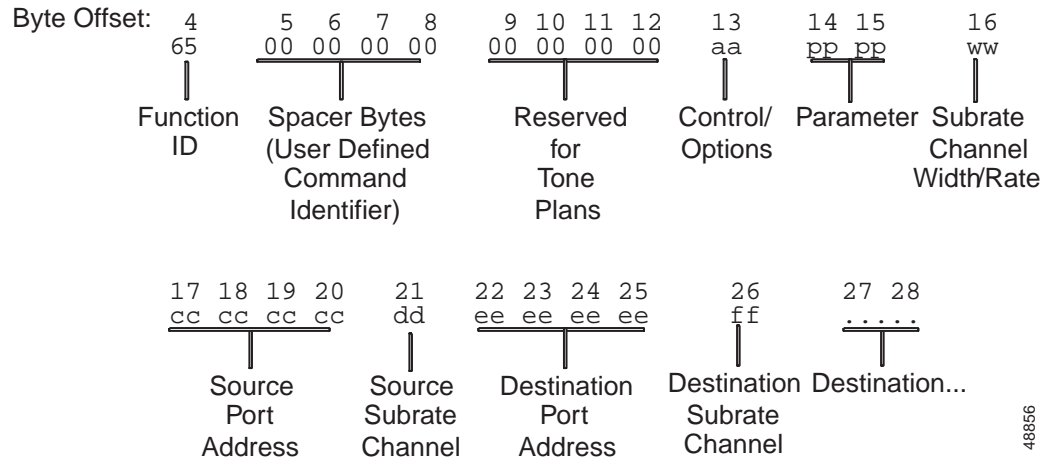 Byte Offset: 4 5 6 7 8 9 10 11 12 13 14 15 16
65 00 00 00 00 00 00 00 00 aa pp pp ww
Function Spacer Bytes Reserved Control/ Parameter Subrate
ID (User Defined for Options Channel
Command Tone Width/Rate
Identifier) Plans
17 18 19 20 21 22 23 24 25 26 27 28
cc cc cc cc dd ee ee ee ee ff .....
Source Source Destination Destination Destination...
Port Subrate Port Subrate
Address Channel Address Channel
48856